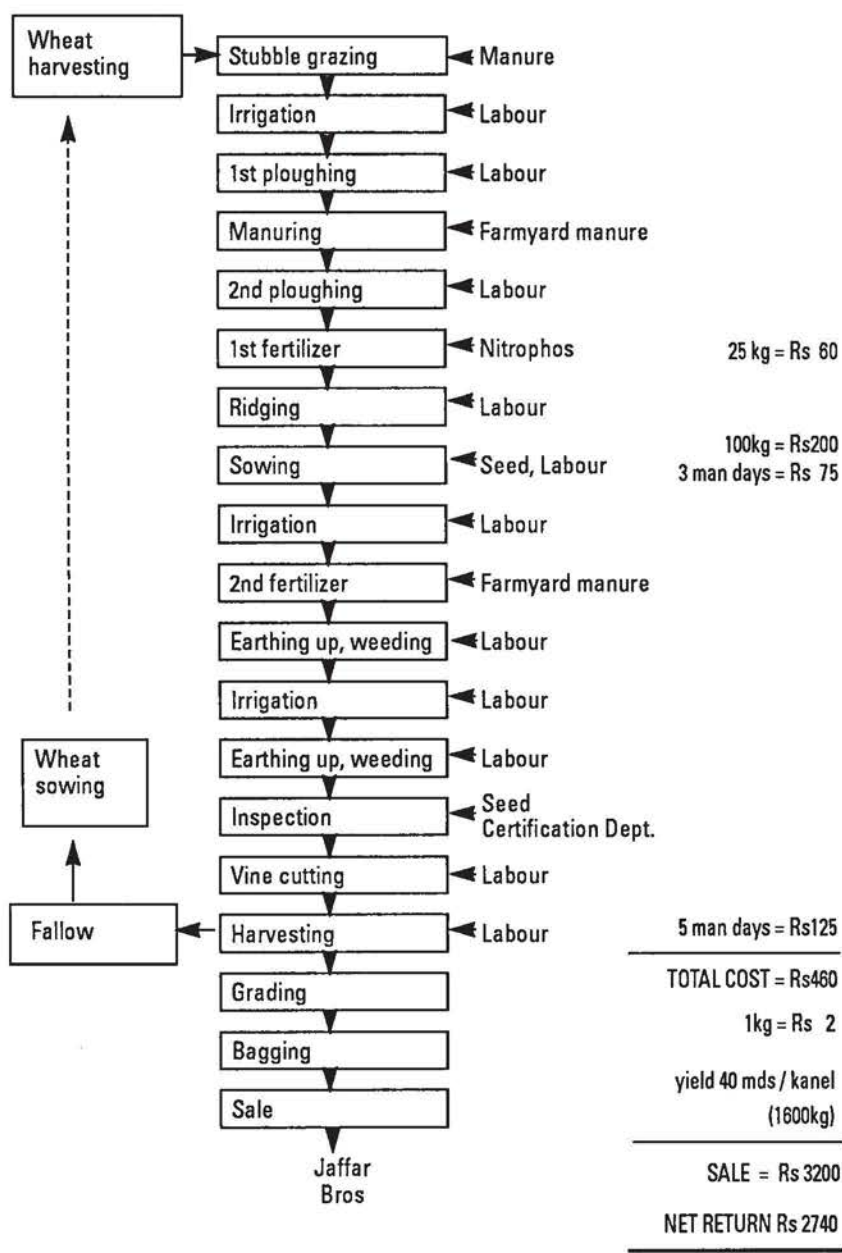 Wheat
harvesting
Stubble grazing
Manure
Irrigation
Labour
1st ploughing
Labour
Manuring
Farmyard manure
2nd ploughing
Labour
1st fertilizer
Nitrophos
25 kg = Rs 60
Ridging
Labour
Sowing
Seed, Labour
100kg = Rs200
3 man days = Rs 75
Irrigation
Labour
2nd fertilizer
Farmyard manure
Earthing up, weeding
Labour
Irrigation
Labour
Wheat
sowing
Earthing up, weeding
Labour
Inspection
Seed
Certification Dept.
Vine cutting
Labour
Fallow
Harvesting
Labour
5 man days = Rs125
Grading
TOTAL COST = Rs460
1kg = Rs 2
Bagging
yield 40 mds / kanel
(1600kg)
Sale
Jaffar
Bros
SALE = Rs 3200
NET RETURN Rs 2740